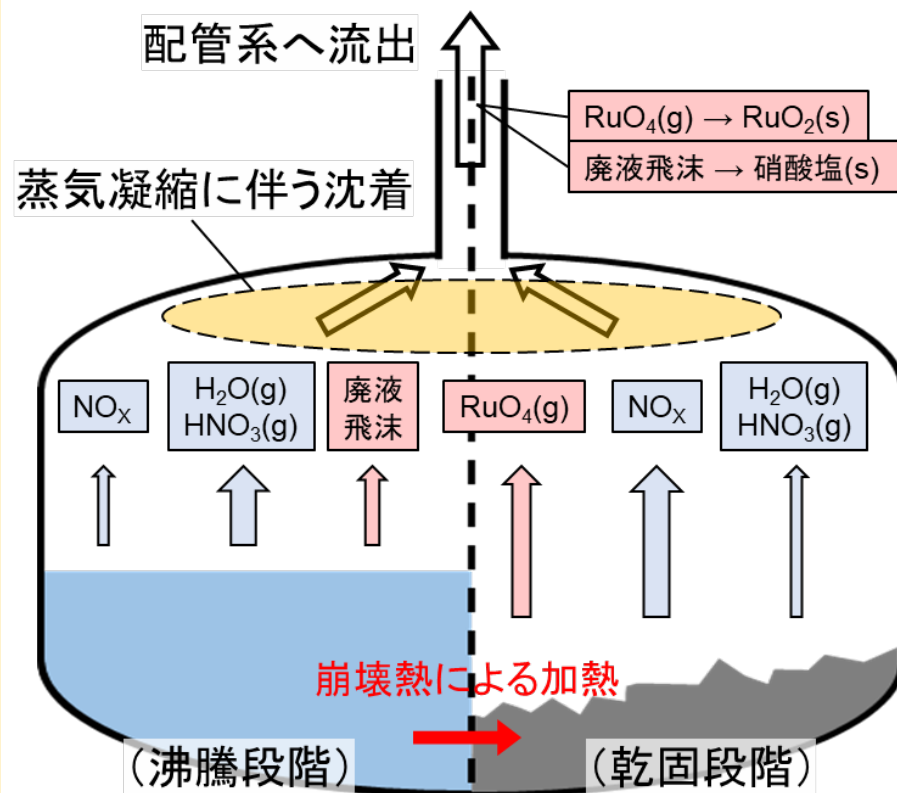 配管系へ流出
RuO₄(g) → RuO₂(s)
廃液飛沫 → 硝酸塩(s)
蒸気凝縮に伴う沈着
NOₓ
H₂O(g)
HNO₃(g)
廃液
飛沫
RuO₄(g)
NOₓ
H₂O(g)
HNO₃(g)
崩壊熱による加熱
（沸騰段階）
（乾固段階）